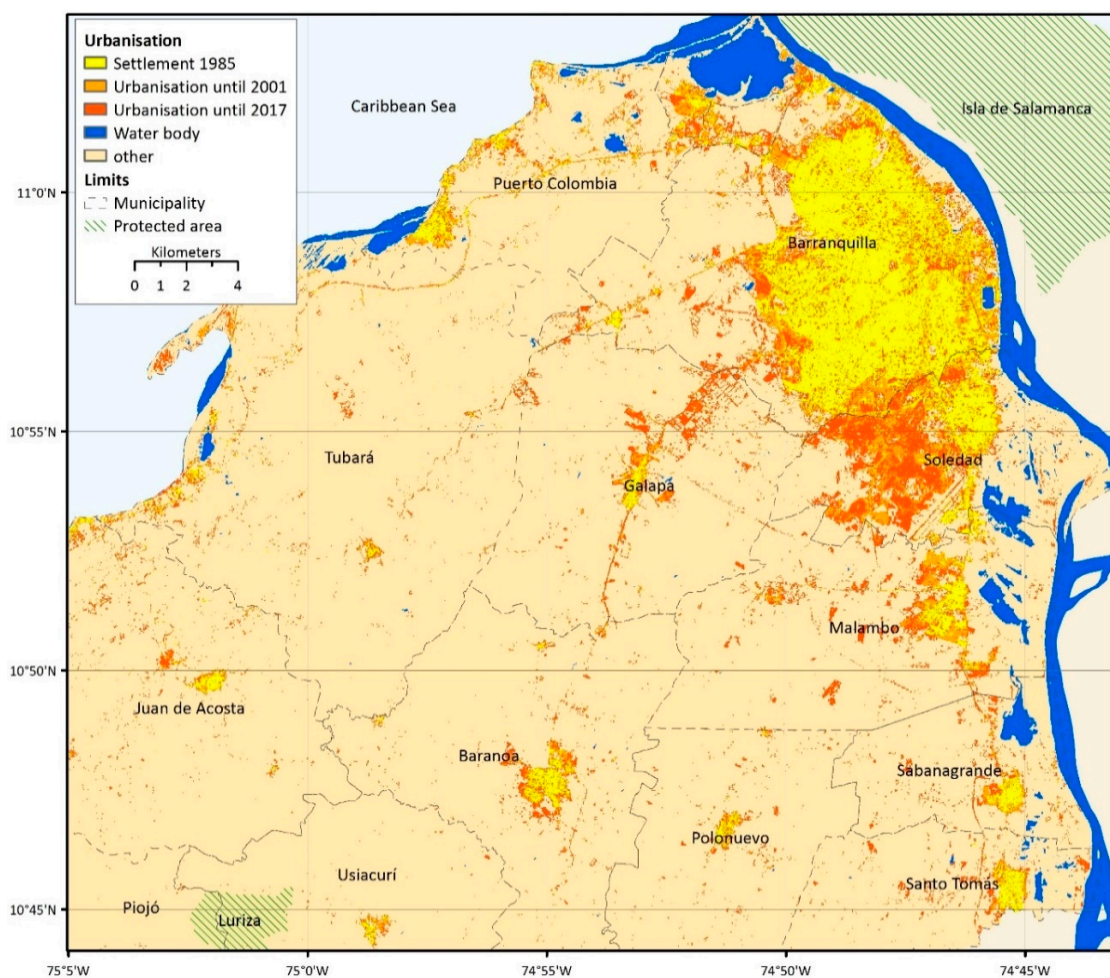 Urbanisation
Settlement 1985
Urbanisation until 2001
Urbanisation until 2017
Water body
other
Limits
Municipality
Protected area
Kilometers
0 1 2 4
Caribbean Sea
Isla de Salamanca
11°0'N
Puerto Colombia
Barranquilla
10°55'N
Tubará
Galapa
Soledad
Malambo
10°50'N
Juan de Acosta
Baranoa
Sabanagrande
Polonuevo
Usiacurí
Santo Tomás
10°45'N
Piojó
Luriza
75°5'W 75°0'W 74°55'W 74°50'W 74°45'W